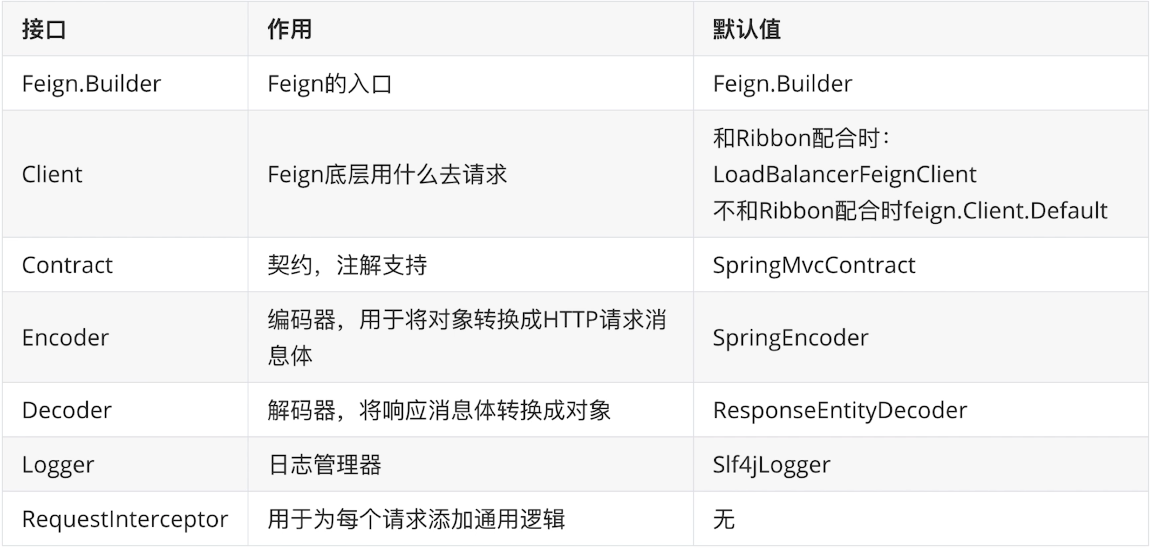 接口 作用 默认值
Feign.Builder Feign的入口 Feign.Builder
Client Feign底层用什么去请求 和Ribbon配合时：
LoadBalancerFeignClient
不和Ribbon配合时feign.Client.Default
Contract 契约，注解支持 SpringMvcContract
Encoder 编码器，用于将对象转换成HTTP请求消
息体 SpringEncoder
Decoder 解码器，将响应消息体转换成对象 ResponseEntityDecoder
Logger 日志管理器 Slf4jLogger
RequestInterceptor 用于为每个请求添加通用逻辑 无